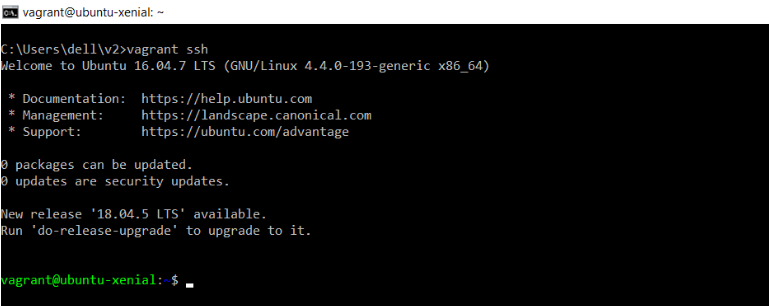 vagrant@ubuntu-xenial: ~
C:\Users\dell\v2>vagrant ssh
Welcome to Ubuntu 16.04.7 LTS (GNU/Linux 4.4.0-193-generic x86_64)
* Documentation:  https://help.ubuntu.com
* Management:     https://landscape.canonical.com
* Support:        https://ubuntu.com/advantage
0 packages can be updated.
0 updates are security updates.
New release '18.04.5 LTS' available.
Run 'do-release-upgrade' to upgrade to it.
vagrant@ubuntu-xenial:~$